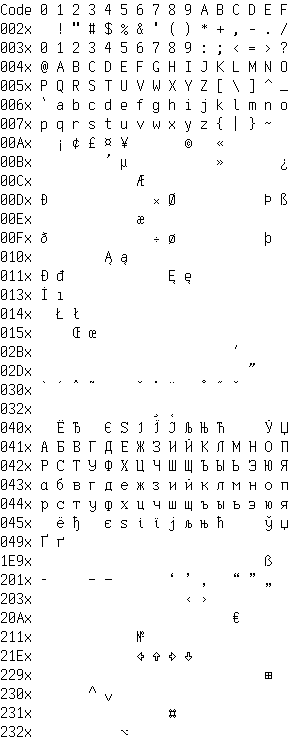 Code 0 1 2 3 4 5 6 7 8 9 A B C D E F
002x ! " # $ % & ' ( ) * + , - . /
003x 0 1 2 3 4 5 6 7 8 9 : ; < = > ?
004x @ A B C D E F G H I J K L M N O
005x P Q R S T U V W X Y Z [ \ ] ^ _
006x ` a b c d e f g h i j k l m n o
007x p q r s t u v w x y z { | } ~
00Ax ¡ ¢ £ ¤ ¥ © «
00Bx ´ µ » ¿
00Cx Æ
00Dx Ð × Ø Þ ß
00Ex æ
00Fx ð ÷ ø þ
010x Ą ą
011x Đ đ Ę ę
013x İ ı
014x Ł ł
015x Œ œ
02Bx ʼ
02Dx ˝
030x ̀ ́ ̂ ̃ ̆ ̇ ̈ ̊ ̋ ̌
032x ̧ ̨
040x Ё Ђ Є Ѕ І Ї Ј Љ Њ Ћ Ў Џ
041x А Б В Г Д Е Ж З И Й К Л М Н О П
042x Р С Т У Ф Х Ц Ч Ш Щ Ъ Ы Ь Э Ю Я
043x а б в г д е ж з и й к л м н о п
044x р с т у ф х ц ч ш щ ъ ы ь э ю я
045x ё ђ є ѕ і ї ј љ њ ћ ў џ
049x Ґ ґ
1E9x ẞ
201x ‐ – — ‘ ’ ‚ “ ” „
203x ‹ ›
20Ax €
211x №
21Ex ⇦ ⇧ ⇨ ⇩
229x ⊞
230x ⌃ ⌄
231x ⌘
232x ⌥